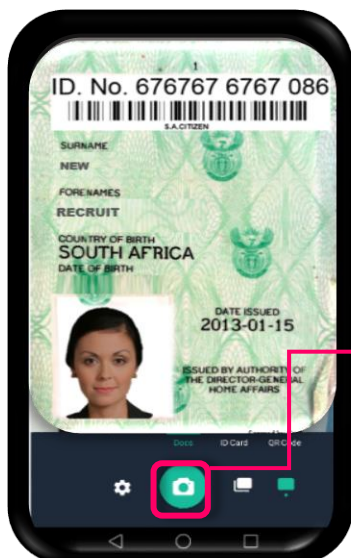 1
ID. No. 676767 6767 086
S.A.CITIZEN
SURNAME
NEW
FORENAMES
RECRUIT
COUNTRY OF BIRTH
SOUTH AFRICA
DATE OF BIRTH
DATE ISSUED
2013-01-15
ISSUED BY AUTHORITY OF
THE DIRECTOR-GENERAL
HOME AFFAIRS
Docs ID Card QR Code